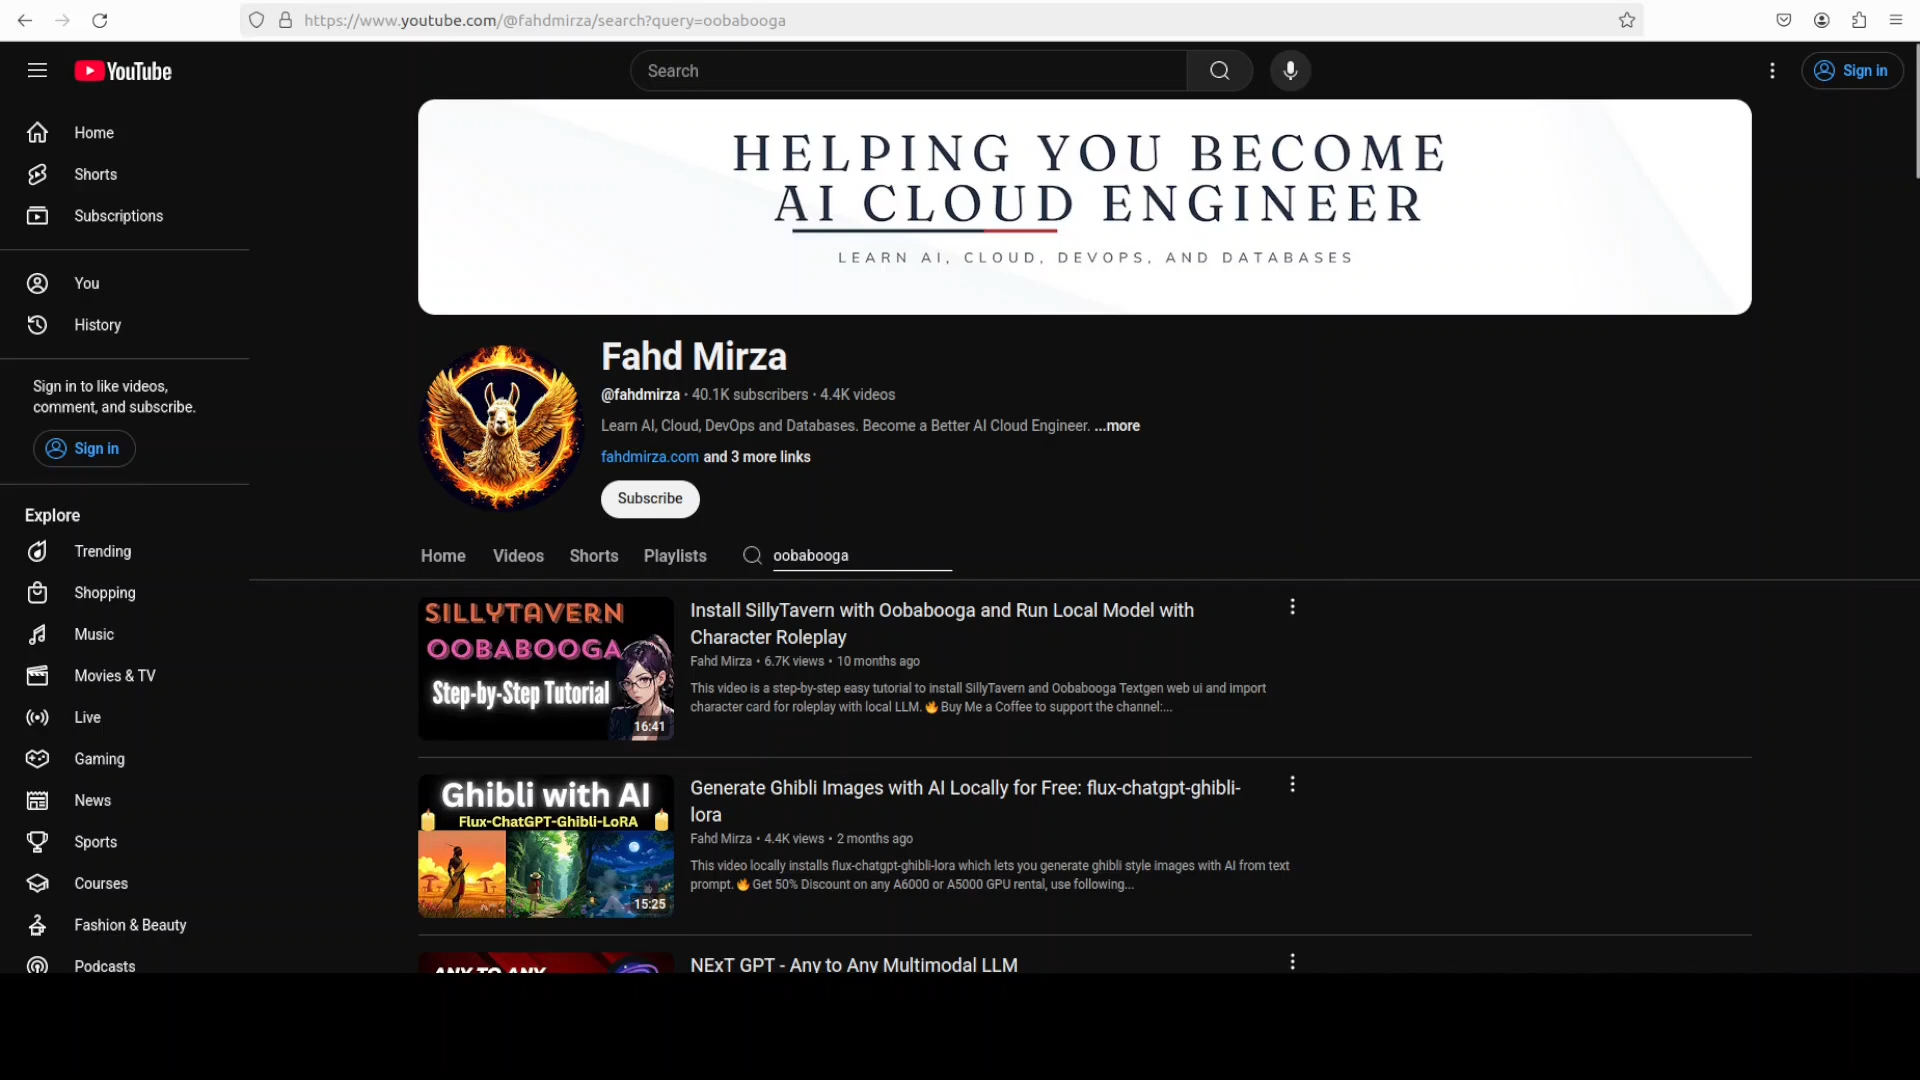 https://www.youtube.com/@fahdmirza/search?query=oobabooga
YouTube
Search
Sign in
Home
Shorts
Subscriptions
You
History
Sign in to like videos,
comment, and subscribe.
Sign in
Explore
Trending
Shopping
Music
Movies & TV
Live
Gaming
News
Sports
Courses
Fashion & Beauty
Podcasts
HELPING YOU BECOME
AI CLOUD ENGINEER
LEARN AI, CLOUD, DEVOPS, AND DATABASES
Fahd Mirza
@fahdmirza • 40.1K subscribers • 4.4K videos
Learn AI, Cloud, DevOps and Databases. Become a Better AI Cloud Engineer. ...more
fahdmirza.com and 3 more links
Subscribe
Home Videos Shorts Playlists oobabooga
SILLYTAVERN
OOBABOOGA
Step-by-Step Tutorial
16:41
Install SillyTavern with Oobabooga and Run Local Model with
Character Roleplay
Fahd Mirza • 6.7K views • 10 months ago
This video is a step-by-step easy tutorial to install SillyTavern and Oobabooga Textgen web ui and import
character card for roleplay with local LLM. 🔥Buy Me a Coffee to support the channel:...
Ghibli with AI
Flux-ChatGPT-Ghibli-LoRA
15:25
Generate Ghibli Images with AI Locally for Free: flux-chatgpt-ghibli-
lora
Fahd Mirza • 4.4K views • 2 months ago
This video locally installs flux-chatgpt-ghibli-lora which lets you generate ghibli style images with AI from text
prompt. 🔥Get 50% Discount on any A6000 or A5000 GPU rental, use following...
ANY TO ANY
NExT GPT - Any to Any Multimodal LLM